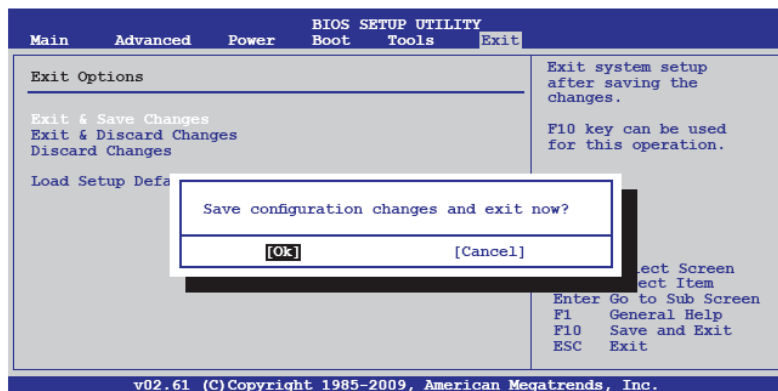 BIOS SETUP UTILITY
Main Advanced Power Boot Tools Exit
Exit Options
Exit & Save Changes
Exit & Discard Changes
Discard Changes
Load Setup Defa
Save configuration changes and exit now?
[Ok] [Cancel]
Exit system setup
after saving the
changes.
F10 key can be used
for this operation.
ect Screen
ect Item
Enter Go to Sub Screen
F1 General Help
F10 Save and Exit
ESC Exit
v02.61 (C)Copyright 1985-2009, American Megatrends, Inc.